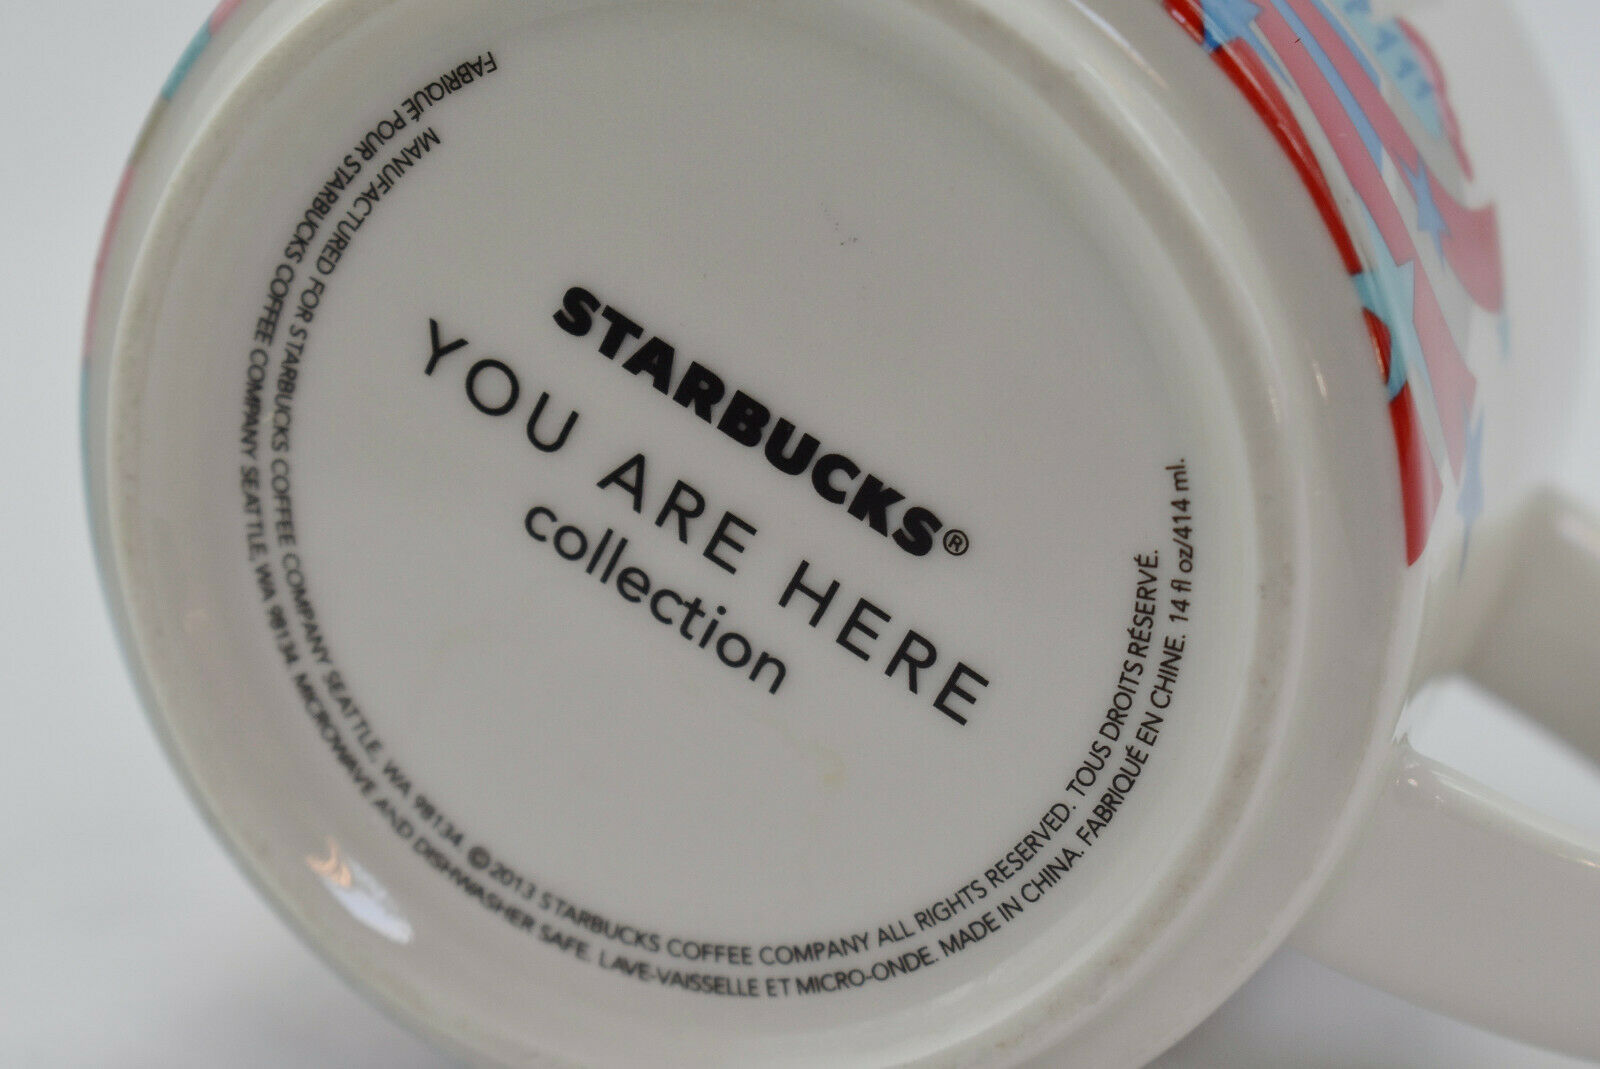 STARBUCKS®
YOU ARE HERE
collection
MANUFACTURED FOR STARBUCKS COFFEE COMPANY SEATTLE, WA 98134 ©2013 STARBUCKS COFFEE COMPANY ALL RIGHTS RESERVED. TOUS DROITS RÉSERVÉ.
FABRIQUÉ POUR STARBUCKS COFFEE COMPANY SEATTLE, WA 98134. MICROWAVE AND DISHWASHER SAFE. LAVE-VAISSELLE ET MICRO-ONDE. MADE IN CHINA. FABRIQUÉ EN CHINE. 14 fl oz/414 ml.